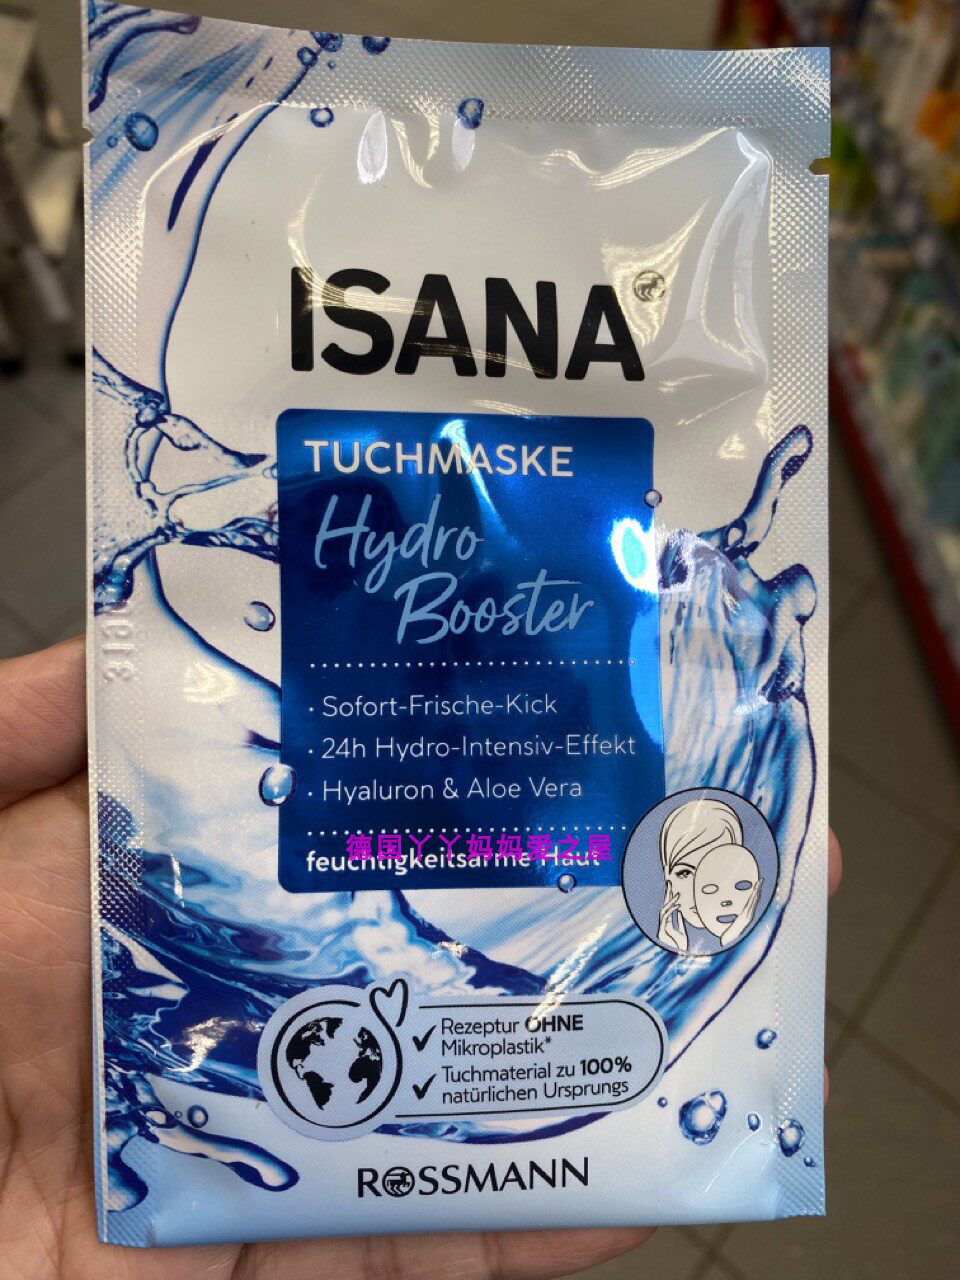 ISANA
TUCHMASKE
Hydro
Booster
· Sofort-Frische-Kick
· 24h Hydro-Intensiv-Effekt
· Hyaluron & Aloe Vera
德国丫丫妈妈爱之屋
feuchtigkeitsarme Haut
✓ Rezeptur OHNE
Mikroplastik*
✓ Tuchmaterial zu 100%
natürlichen Ursprungs
ROSSMANN